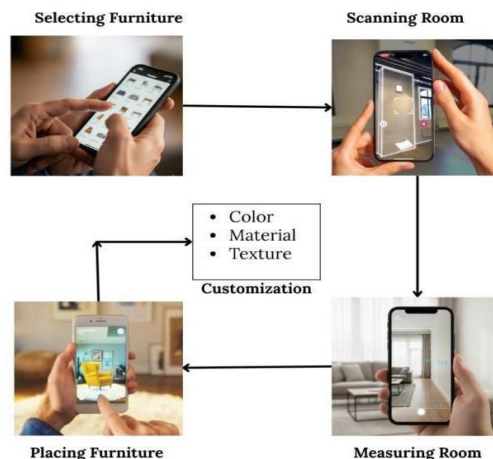 Selecting Furniture
Scanning Room
• Color
• Material
• Texture
Customization
Placing Furniture
Measuring Room